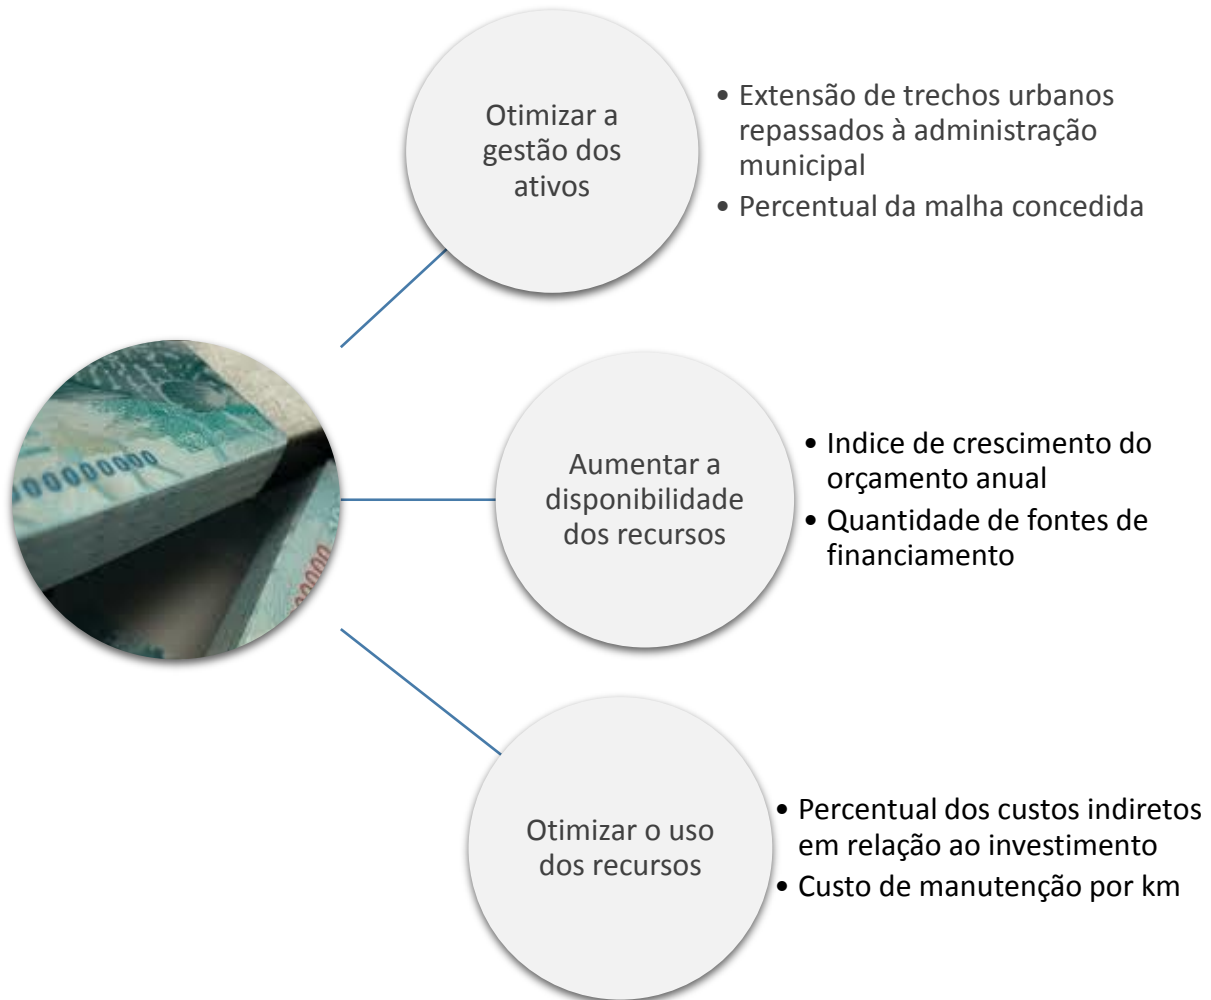 Otimizar a
gestão dos
ativos
• Extensão de trechos urbanos
repassados à administração
municipal
• Percentual da malha concedida
Aumentar a
disponibilidade
dos recursos
• Indice de crescimento do
orçamento anual
• Quantidade de fontes de
financiamento
Otimizar o uso
dos recursos
• Percentual dos custos indiretos
em relação ao investimento
• Custo de manutenção por km